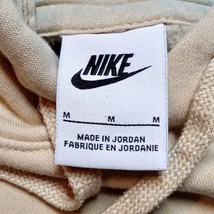 NIKE
M M M
MADE IN JORDAN
FABRIQUE EN JORDANIE